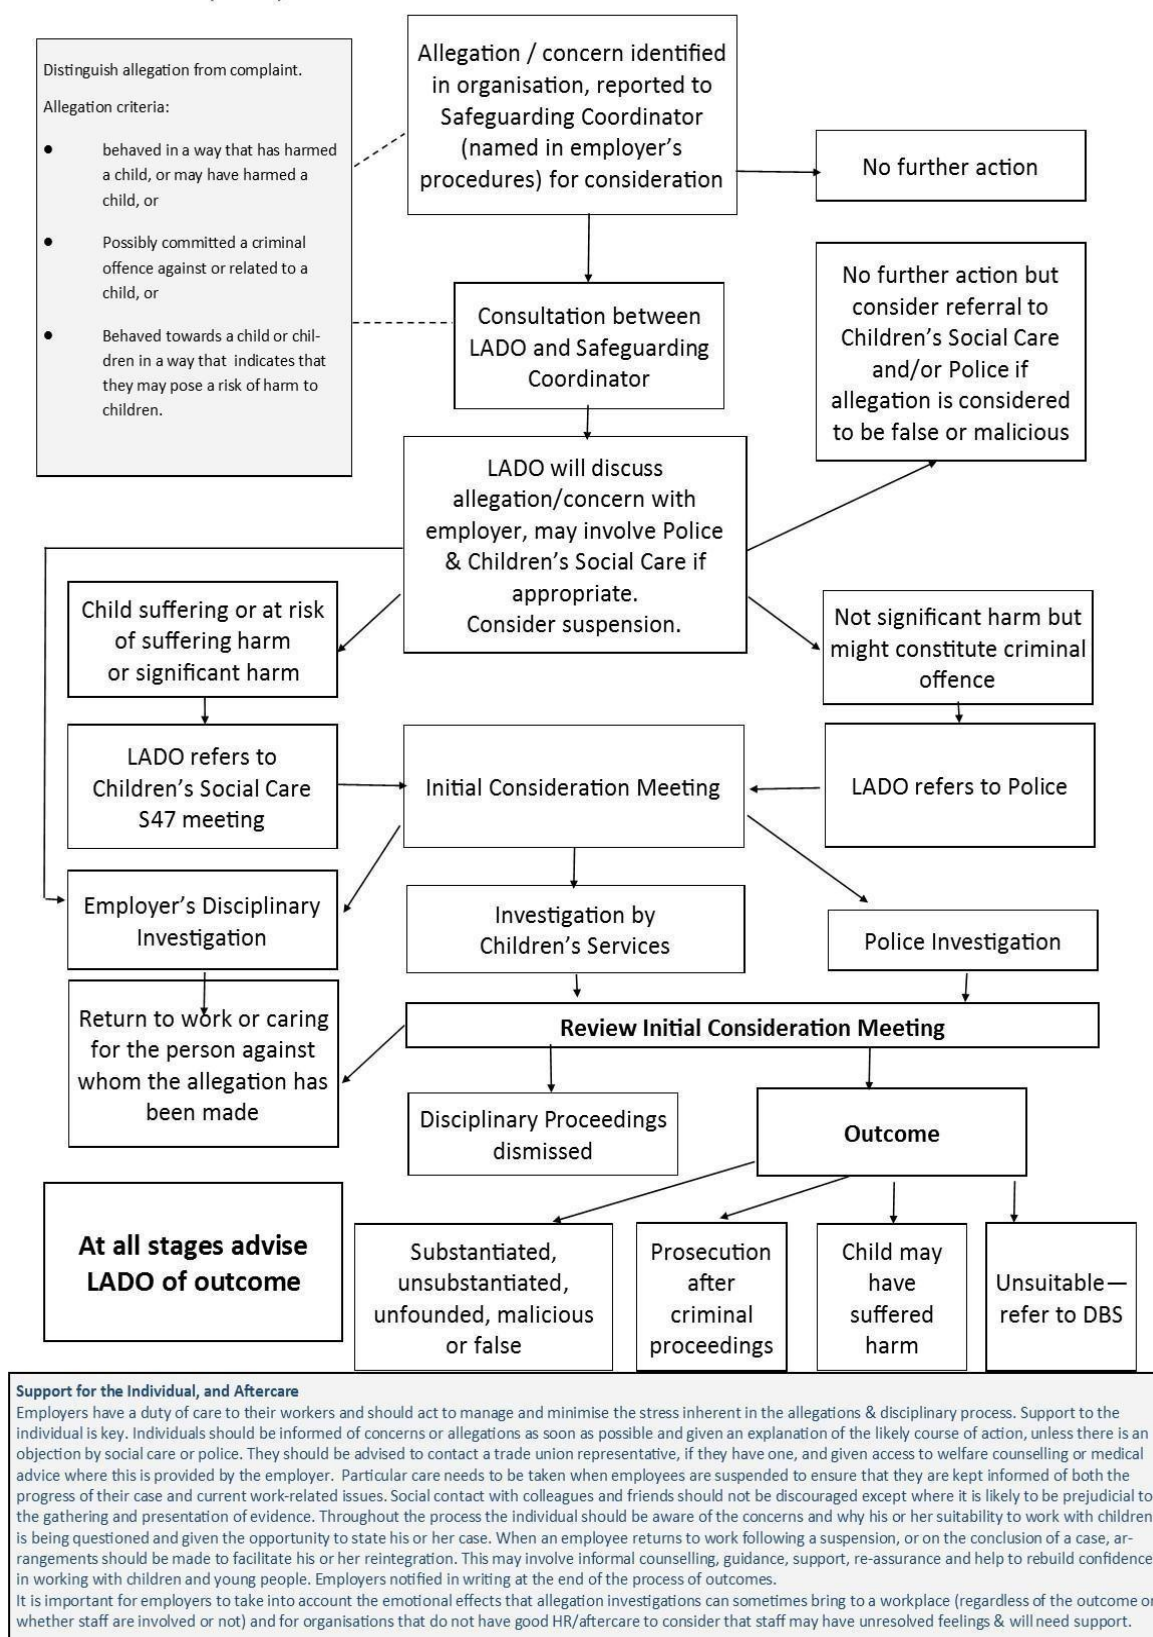 Distinguish allegation from complaint.
Allegation criteria:
● behaved in a way that has harmed
a child, or may have harmed a
child, or
● Possibly committed a criminal
offence against or related to a
child, or
● Behaved towards a child or chil-
dren in a way that indicates that
they may pose a risk of harm to
children.
Allegation / concern identified
in organisation, reported to
Safeguarding Coordinator
(named in employer's
procedures) for consideration
No further action
Consultation between
LADO and Safeguarding
Coordinator
No further action but
consider referral to
Children's Social Care
and/or Police if
allegation is considered
to be false or malicious
LADO will discuss
allegation/concern with
employer, may involve Police
& Children's Social Care if
appropriate.
Consider suspension.
Child suffering or at risk
of suffering harm
or significant harm
Not significant harm but
might constitute criminal
offence
LADO refers to
Children's Social Care
S47 meeting
Initial Consideration Meeting
LADO refers to Police
Employer's Disciplinary
Investigation
Investigation by
Children's Services
Police Investigation
Return to work or caring
for the person against
whom the allegation has
been made
Review Initial Consideration Meeting
Disciplinary Proceedings
dismissed
Outcome
At all stages advise
LADO of outcome
Substantiated,
unsubstantiated,
unfounded, malicious
or false
Prosecution
after
criminal
proceedings
Child may
have
suffered
harm
Unsuitable—
refer to DBS
Support for the Individual, and Aftercare
Employers have a duty of care to their workers and should act to manage and minimise the stress inherent in the allegations & disciplinary process. Support to the
individual is key. Individuals should be informed of concerns or allegations as soon as possible and given an explanation of the likely course of action, unless there is an
objection by social care or police. They should be advised to contact a trade union representative, if they have one, and given access to welfare counselling or medical
advice where this is provided by the employer. Particular care needs to be taken when employees are suspended to ensure that they are kept informed of both the
progress of their case and current work-related issues. Social contact with colleagues and friends should not be discouraged except where it is likely to be prejudicial to
the gathering and presentation of evidence. Throughout the process the individual should be aware of the concerns and why his or her suitability to work with children
is being questioned and given the opportunity to state his or her case. When an employee returns to work following a suspension, or on the conclusion of a case, ar-
rangements should be made to facilitate his or her reintegration. This may involve informal counselling, guidance, support, re-assurance and help to rebuild confidence
in working with children and young people. Employers notified in writing at the end of the process of outcomes.
It is important for employers to take into account the emotional effects that allegation investigations can sometimes bring to a workplace (regardless of the outcome or
whether staff are involved or not) and for organisations that do not have good HR/aftercare to consider that staff may have unresolved feelings & will need support.